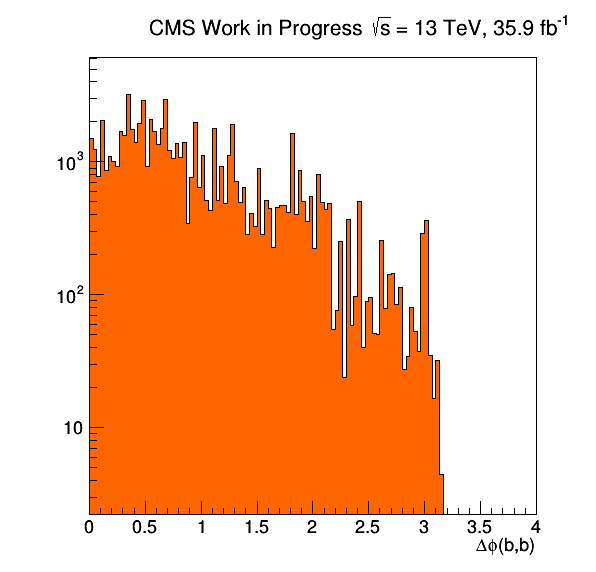 CMS Work in Progress √s = 13 TeV, 35.9 fb⁻¹
10³
10²
10
0 0.5 1 1.5 2 2.5 3 3.5 4
Δϕ(b,b)